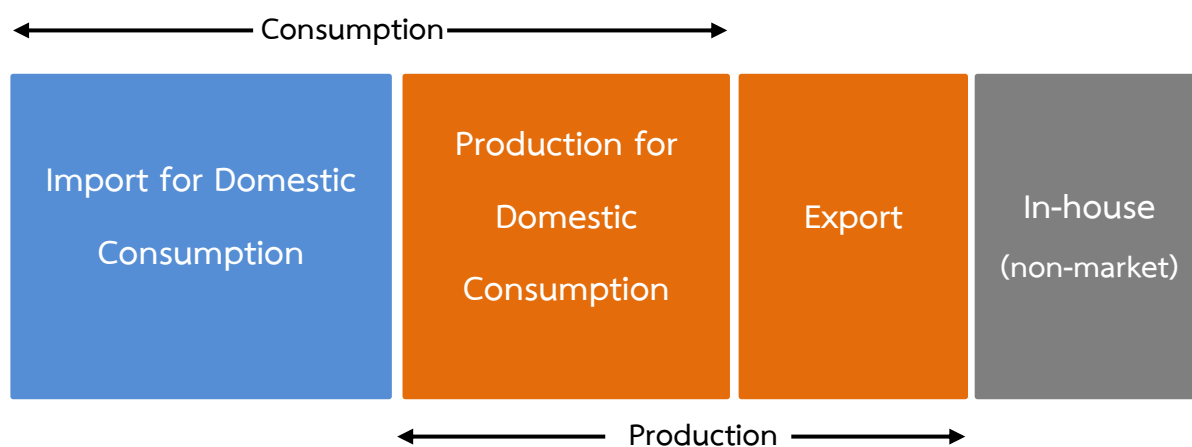 Consumption
Import for Domestic
Consumption
Production for
Domestic
Consumption
Export
In-house
(non-market)
Production